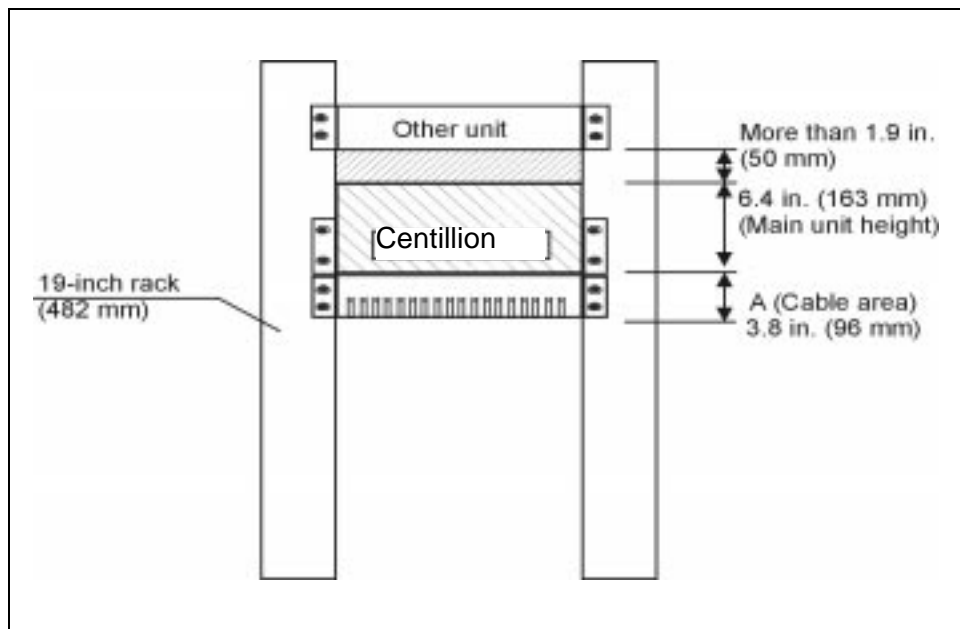 Other unit
More than 1.9 in.
(50 mm)
6.4 in. (163 mm)
(Main unit height)
Centillion
19-inch rack
(482 mm)
A (Cable area)
3.8 in. (96 mm)